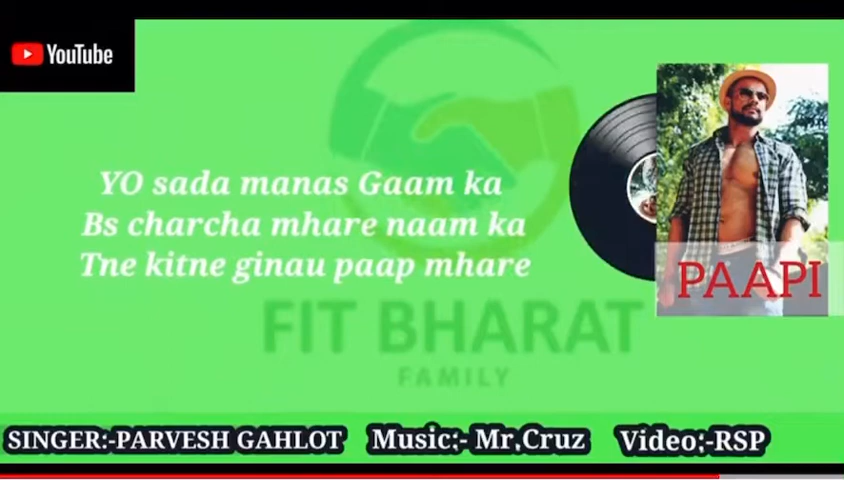 YouTube
YO sada manas Gaam ka
Bs charcha mhare naam ka
Tne kitne ginau paap mhare
PAAPI
FIT BHARAT
FAMILY
SINGER:-PARVESH GAHLOT Music:- Mr.Cruz Video:-RSP